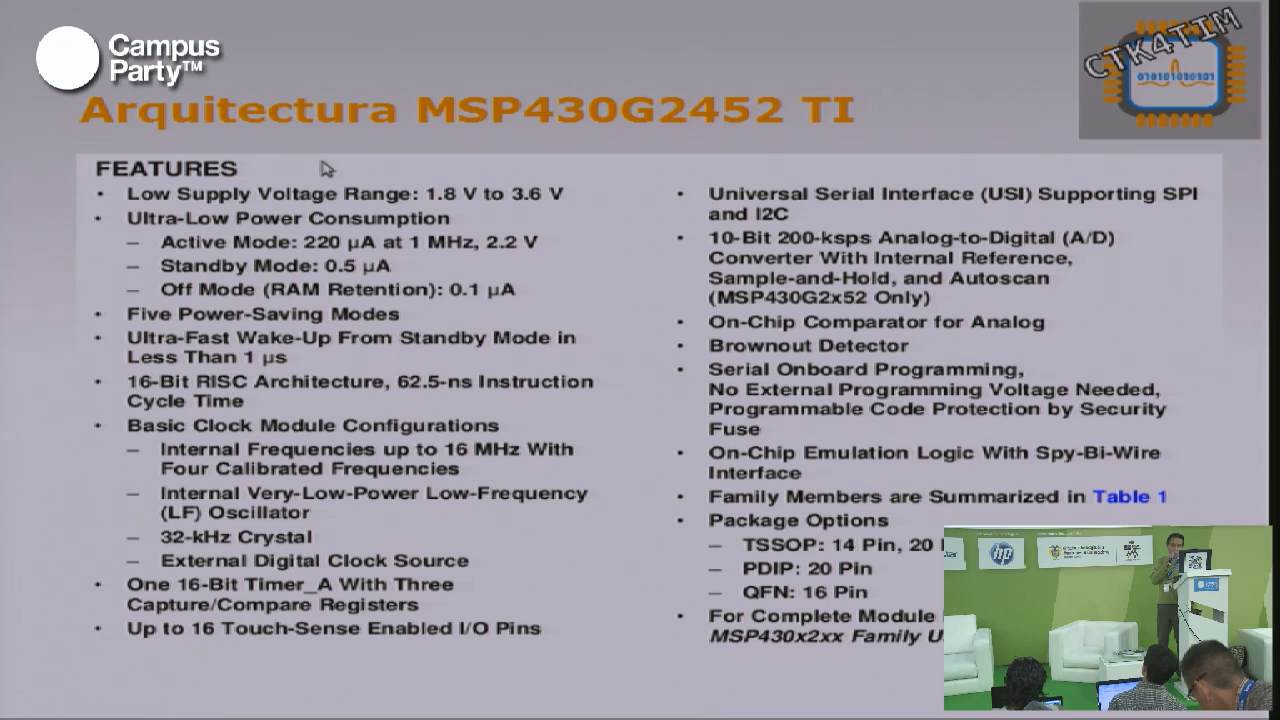 Campus
Party™
CTK4TIM
010101010101
Arquitectura MSP430G2452 TI
FEATURES
• Low Supply Voltage Range: 1.8 V to 3.6 V
• Ultra-Low Power Consumption
– Active Mode: 220 µA at 1 MHz, 2.2 V
– Standby Mode: 0.5 µA
– Off Mode (RAM Retention): 0.1 µA
• Five Power-Saving Modes
• Ultra-Fast Wake-Up From Standby Mode in
Less Than 1 µs
• 16-Bit RISC Architecture, 62.5-ns Instruction
Cycle Time
• Basic Clock Module Configurations
– Internal Frequencies up to 16 MHz With
Four Calibrated Frequencies
– Internal Very-Low-Power Low-Frequency
(LF) Oscillator
– 32-kHz Crystal
– External Digital Clock Source
• One 16-Bit Timer_A With Three
Capture/Compare Registers
• Up to 16 Touch-Sense Enabled I/O Pins
• Universal Serial Interface (USI) Supporting SPI
and I2C
• 10-Bit 200-ksps Analog-to-Digital (A/D)
Converter With Internal Reference,
Sample-and-Hold, and Autoscan
(MSP430G2x52 Only)
• On-Chip Comparator for Analog
• Brownout Detector
• Serial Onboard Programming,
No External Programming Voltage Needed,
Programmable Code Protection by Security
Fuse
• On-Chip Emulation Logic With Spy-Bi-Wire
Interface
• Family Members are Summarized in Table 1
• Package Options
– TSSOP: 14 Pin, 20
– PDIP: 20 Pin
– QFN: 16 Pin
• For Complete Module
MSP430x2xx Family U
hp